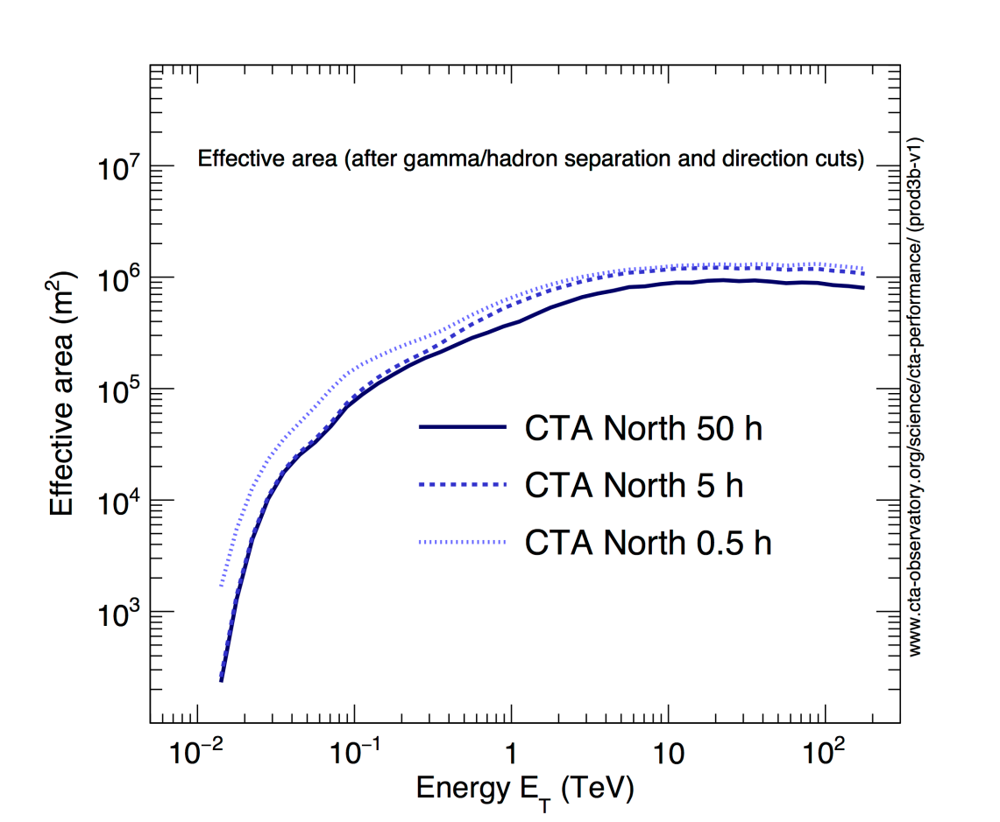 Effective area (after gamma/hadron separation and direction cuts)
10⁷
10⁶
10⁵
10⁴
10³
Effective area (m²)
CTA North 50 h
CTA North 5 h
CTA North 0.5 h
10⁻²
10⁻¹
1
10
10²
Energy E_T (TeV)
www.cta-observatory.org/science/cta-performance/ (prod3b-v1)